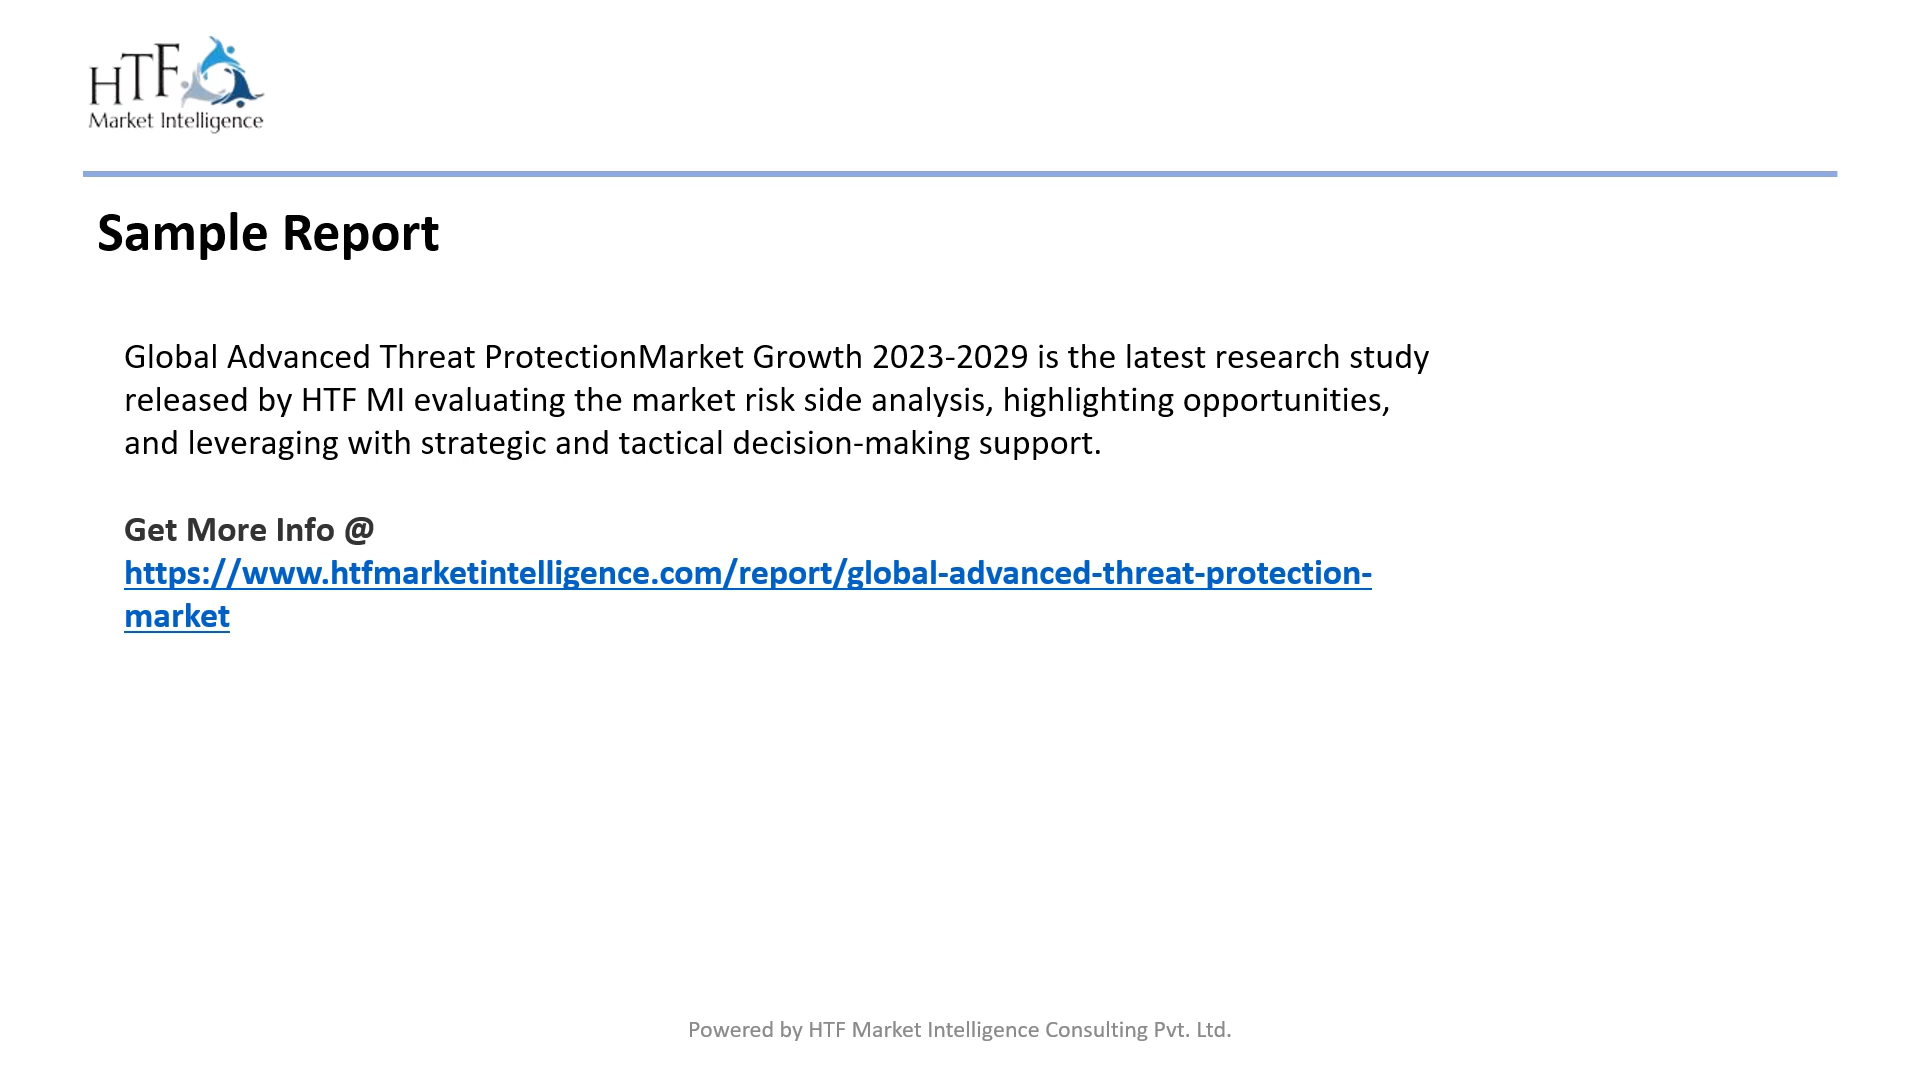 HTF
Market Intelligence
Sample Report
Global Advanced Threat ProtectionMarket Growth 2023-2029 is the latest research study
released by HTF MI evaluating the market risk side analysis, highlighting opportunities,
and leveraging with strategic and tactical decision-making support.
Get More Info @
https://www.htfmarketintelligence.com/report/global-advanced-threat-protection-
market
Powered by HTF Market Intelligence Consulting Pvt. Ltd.